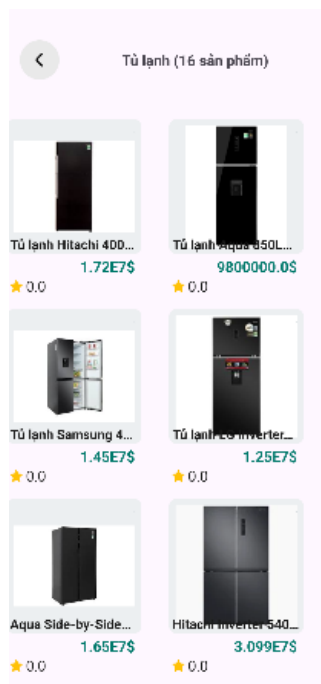 Tủ lạnh (16 sản phẩm)
Tủ lạnh Hitachi 400...
1.72E7$
0.0
Tủ lạnh Aqua 350L...
9800000.0$
0.0
Tủ lạnh Samsung 4...
1.45E7$
0.0
Tủ lạnh LG Inverter...
1.25E7$
0.0
Aqua Side-by-Side...
1.65E7$
0.0
Hitachi Inverter 540...
3.099E7$
0.0